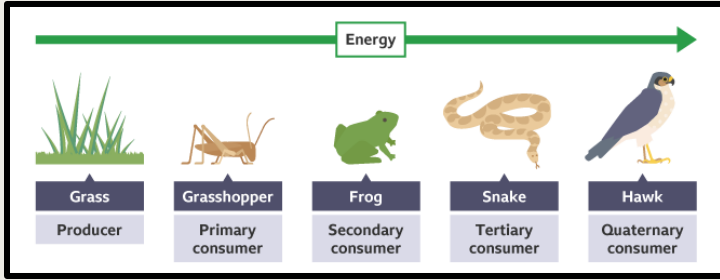 Energy
Grass
Grasshopper
Frog
Snake
Hawk
Producer
Primary
consumer
Secondary
consumer
Tertiary
consumer
Quaternary
consumer